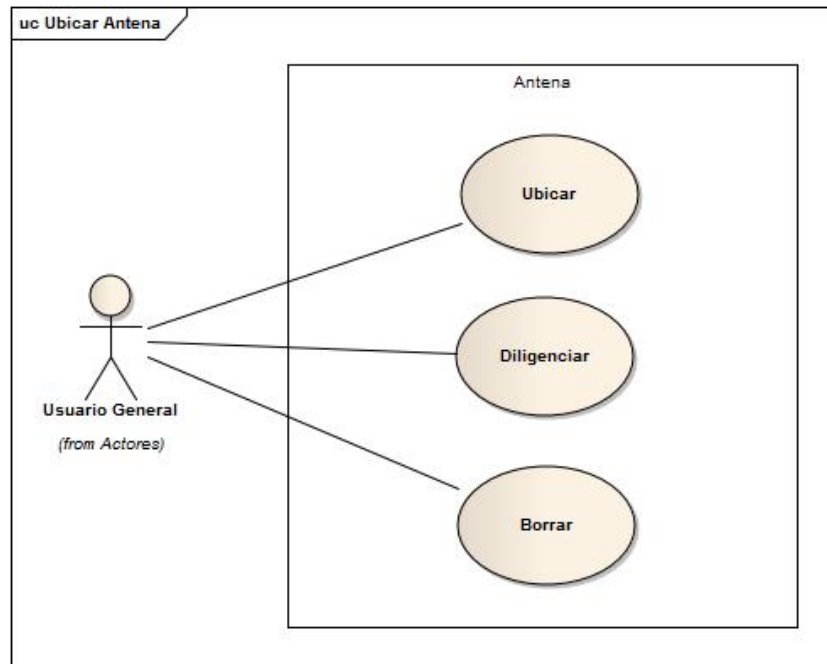 uc Ubicar Antena
Antena
Ubicar
Diligenciar
Usuario General
(from Actores)
Borrar